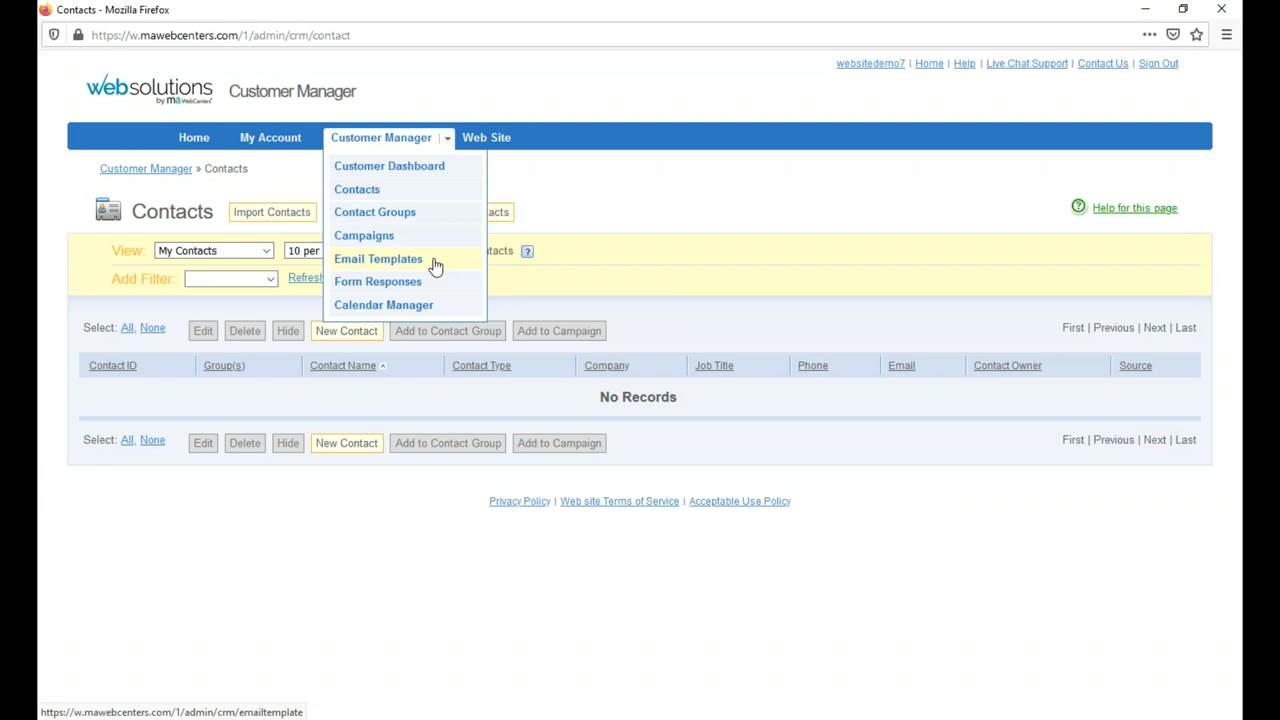 Contacts - Mozilla Firefox
https://w.mawebcenters.com/1/admin/crm/contact
websitedemo7 | Home | Help | Live Chat Support | Contact Us | Sign Out
websolutions
by ma WebCenters
Customer Manager
Home My Account Customer Manager Web Site
Customer Manager » Contacts
Customer Dashboard
Contacts
Contact Groups
Campaigns
Email Templates
Form Responses
Calendar Manager
Contacts Import Contacts acts
Help for this page
View: My Contacts 10 per tacts ?
Add Filter: Refresh
Select: All, None Edit Delete Hide New Contact Add to Contact Group Add to Campaign First | Previous | Next | Last
Contact ID Group(s) Contact Name Contact Type Company Job Title Phone Email Contact Owner Source
No Records
Select: All, None Edit Delete Hide New Contact Add to Contact Group Add to Campaign First | Previous | Next | Last
Privacy Policy | Web site Terms of Service | Acceptable Use Policy
https://w.mawebcenters.com/1/admin/crm/emailtemplate